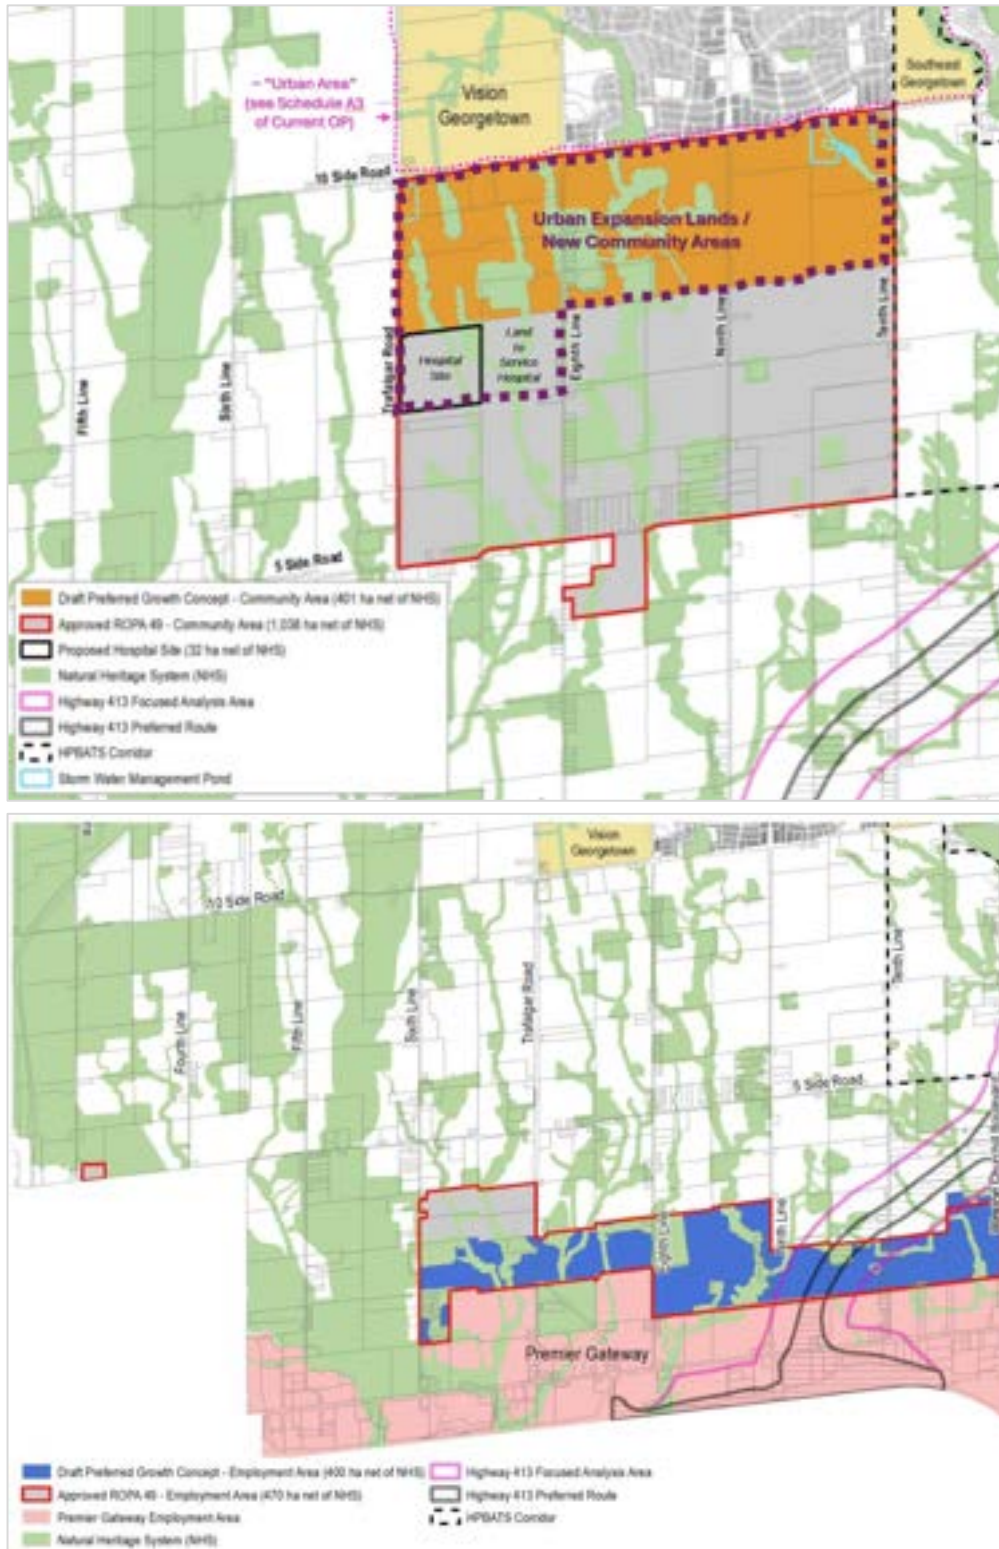 – "Urban Area"
(see Schedule A3
of Current OP)
Vision
Georgetown
Southeast
Georgetown
10 Side Road
Urban Expansion Lands /
New Community Areas
Fifth Line
Sixth Line
Trafalgar Road
Hospital
Site
Land
to
Service
Hospital
Eighth Line
Ninth Line
Tenth Line
5 Side Road
Draft Preferred Growth Concept - Community Area (401 ha net of NHS)
Approved ROPA 49 - Community Area (1,038 ha net of NHS)
Proposed Hospital Site (32 ha net of NHS)
Natural Heritage System (NHS)
Highway 413 Focused Analysis Area
Highway 413 Preferred Route
HPBATS Corridor
Storm Water Management Pond
Vision
Georgetown
10 Side Road
Fourth Line
Fifth Line
Sixth Line
Trafalgar Road
Tenth Line
5 Side Road
Eighth Line
Line
Premier Gateway
Draft Preferred Growth Concept - Employment Area (400 ha net of NHS)
Approved ROPA 49 - Employment Area (470 ha net of NHS)
Premier Gateway Employment Area
Natural Heritage System (NHS)
Highway 413 Focused Analysis Area
Highway 413 Preferred Route
HPBATS Corridor